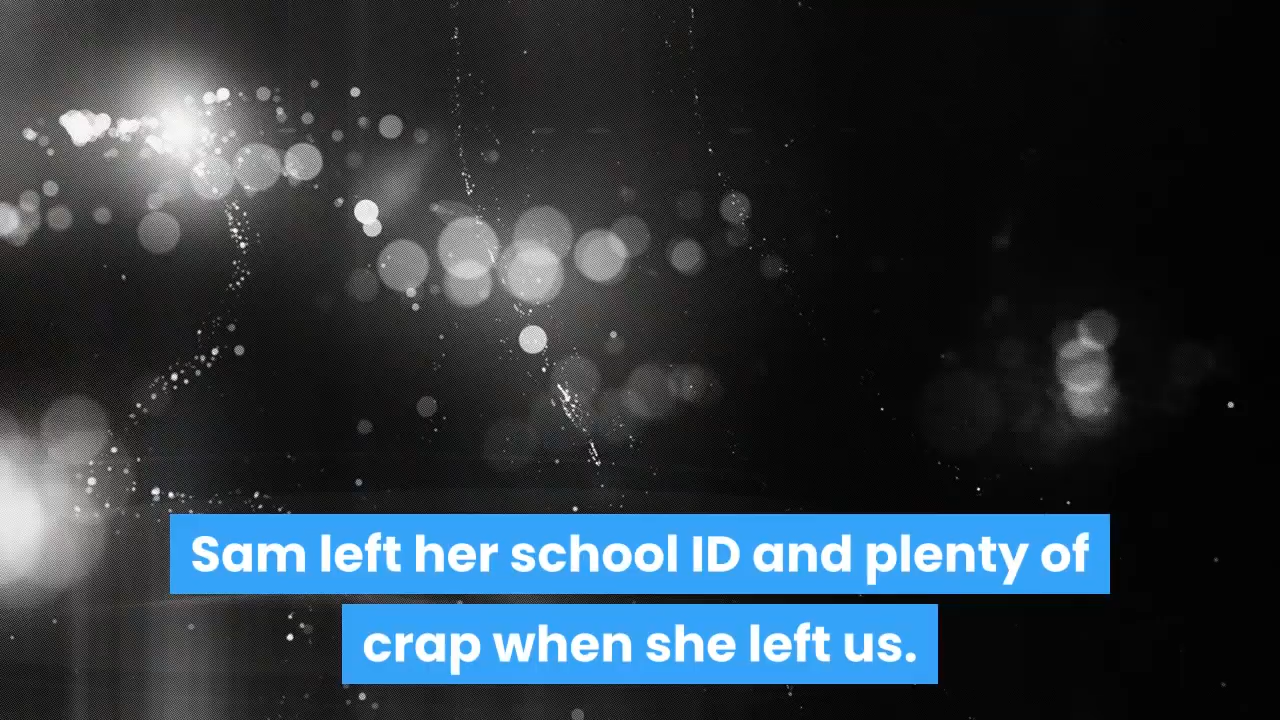 Sam left her school ID and plenty of
crap when she left us.